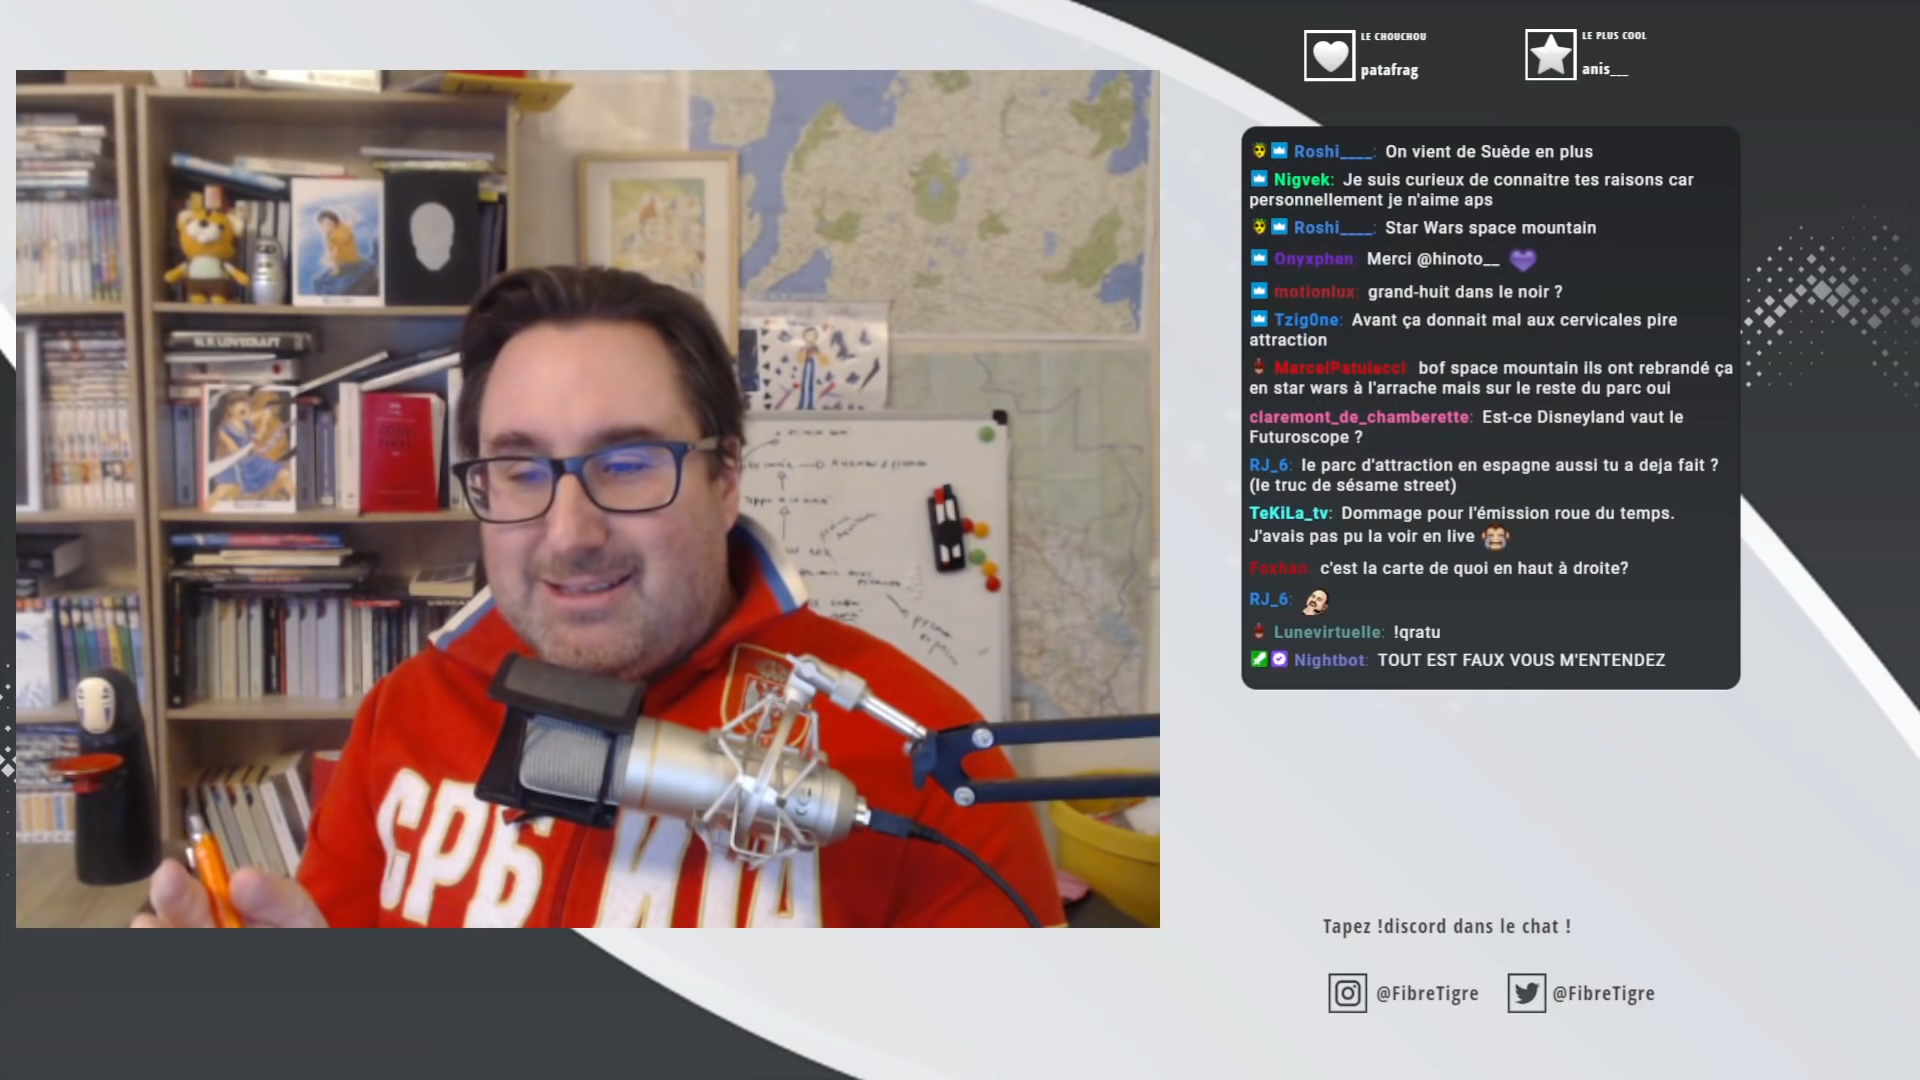 LE CHOUCHOU
patafrag
LE PLUS COOL
anis___
Roshi____: On vient de Suède en plus
Nigvek: Je suis curieux de connaitre tes raisons car
personnellement je n'aime aps
Roshi____: Star Wars space mountain
Onyxphen: Merci @hinoto__
motionlux: grand-huit dans le noir ?
Tzig0ne: Avant ça donnait mal aux cervicales pire
attraction
MarcelPatulacci: bof space mountain ils ont rebrandé ça
en star wars à l'arrache mais sur le reste du parc oui
claremont_de_chamberette: Est-ce Disneyland vaut le
Futuroscope ?
RJ_6: le parc d'attraction en espagne aussi tu a deja fait ?
(le truc de sésame street)
TeKiLa_tv: Dommage pour l'émission roue du temps.
J'avais pas pu la voir en live
Foxhan: c'est la carte de quoi en haut à droite?
RJ_6:
Lunevirtuelle: !qratu
Nightbot: TOUT EST FAUX VOUS M'ENTENDEZ
H.P. LOVECRAFT
CODE
PÉNAL
СРБИЈА
Tapez !discord dans le chat !
@FibreTigre
@FibreTigre